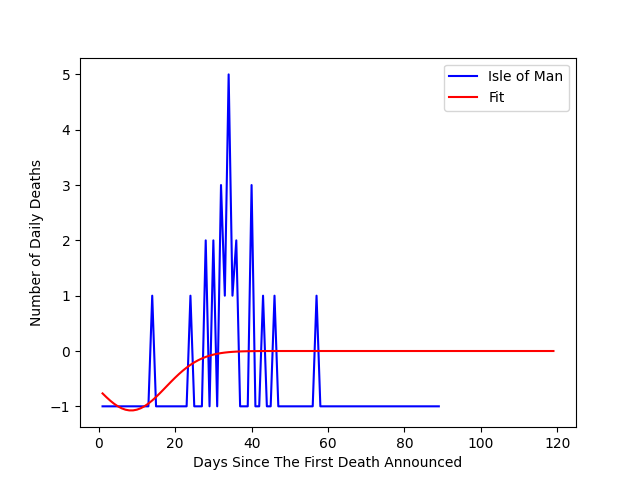 Isle of Man
Fit
5
4
3
2
1
0
−1
0 20 40 60 80 100 120
Number of Daily Deaths
Days Since The First Death Announced